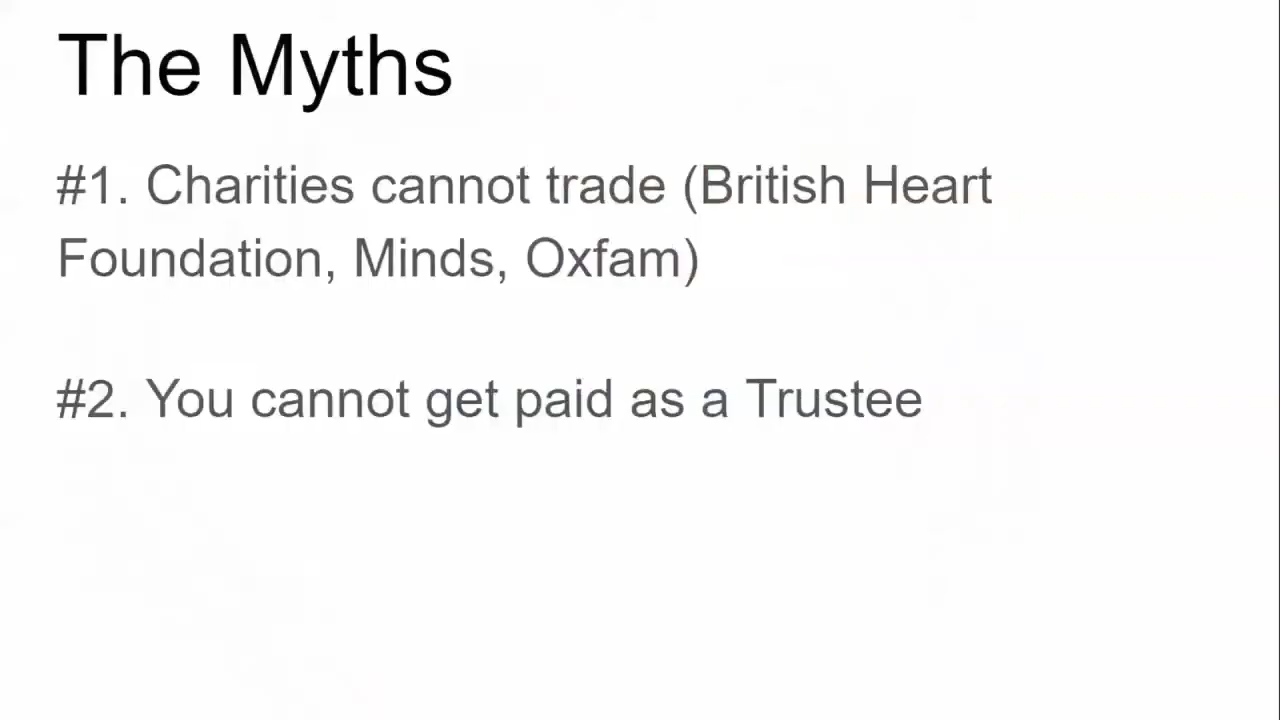 The Myths
#1. Charities cannot trade (British Heart
Foundation, Minds, Oxfam)
#2. You cannot get paid as a Trustee